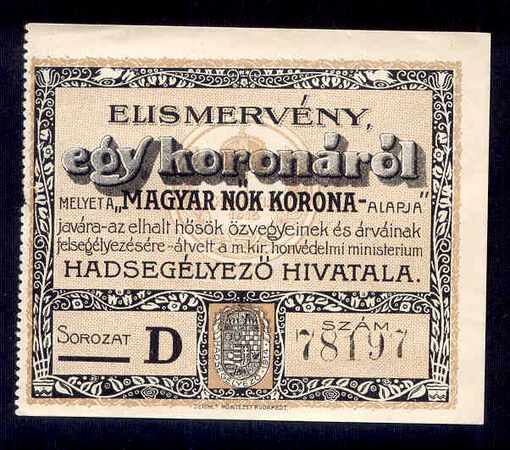 ELISMERVÉNY,
egy koronáról
MELYET A „MAGYAR NŐK KORONA-ALAPJA"
javára-az elhalt hősök özvegyeinek és árváinak
felsegélyezésére-átvett a m.kir. honvédelmi ministerium
HADSEGÉLYEZŐ HIVATALA.
SOROZAT D
SZÁM
78197